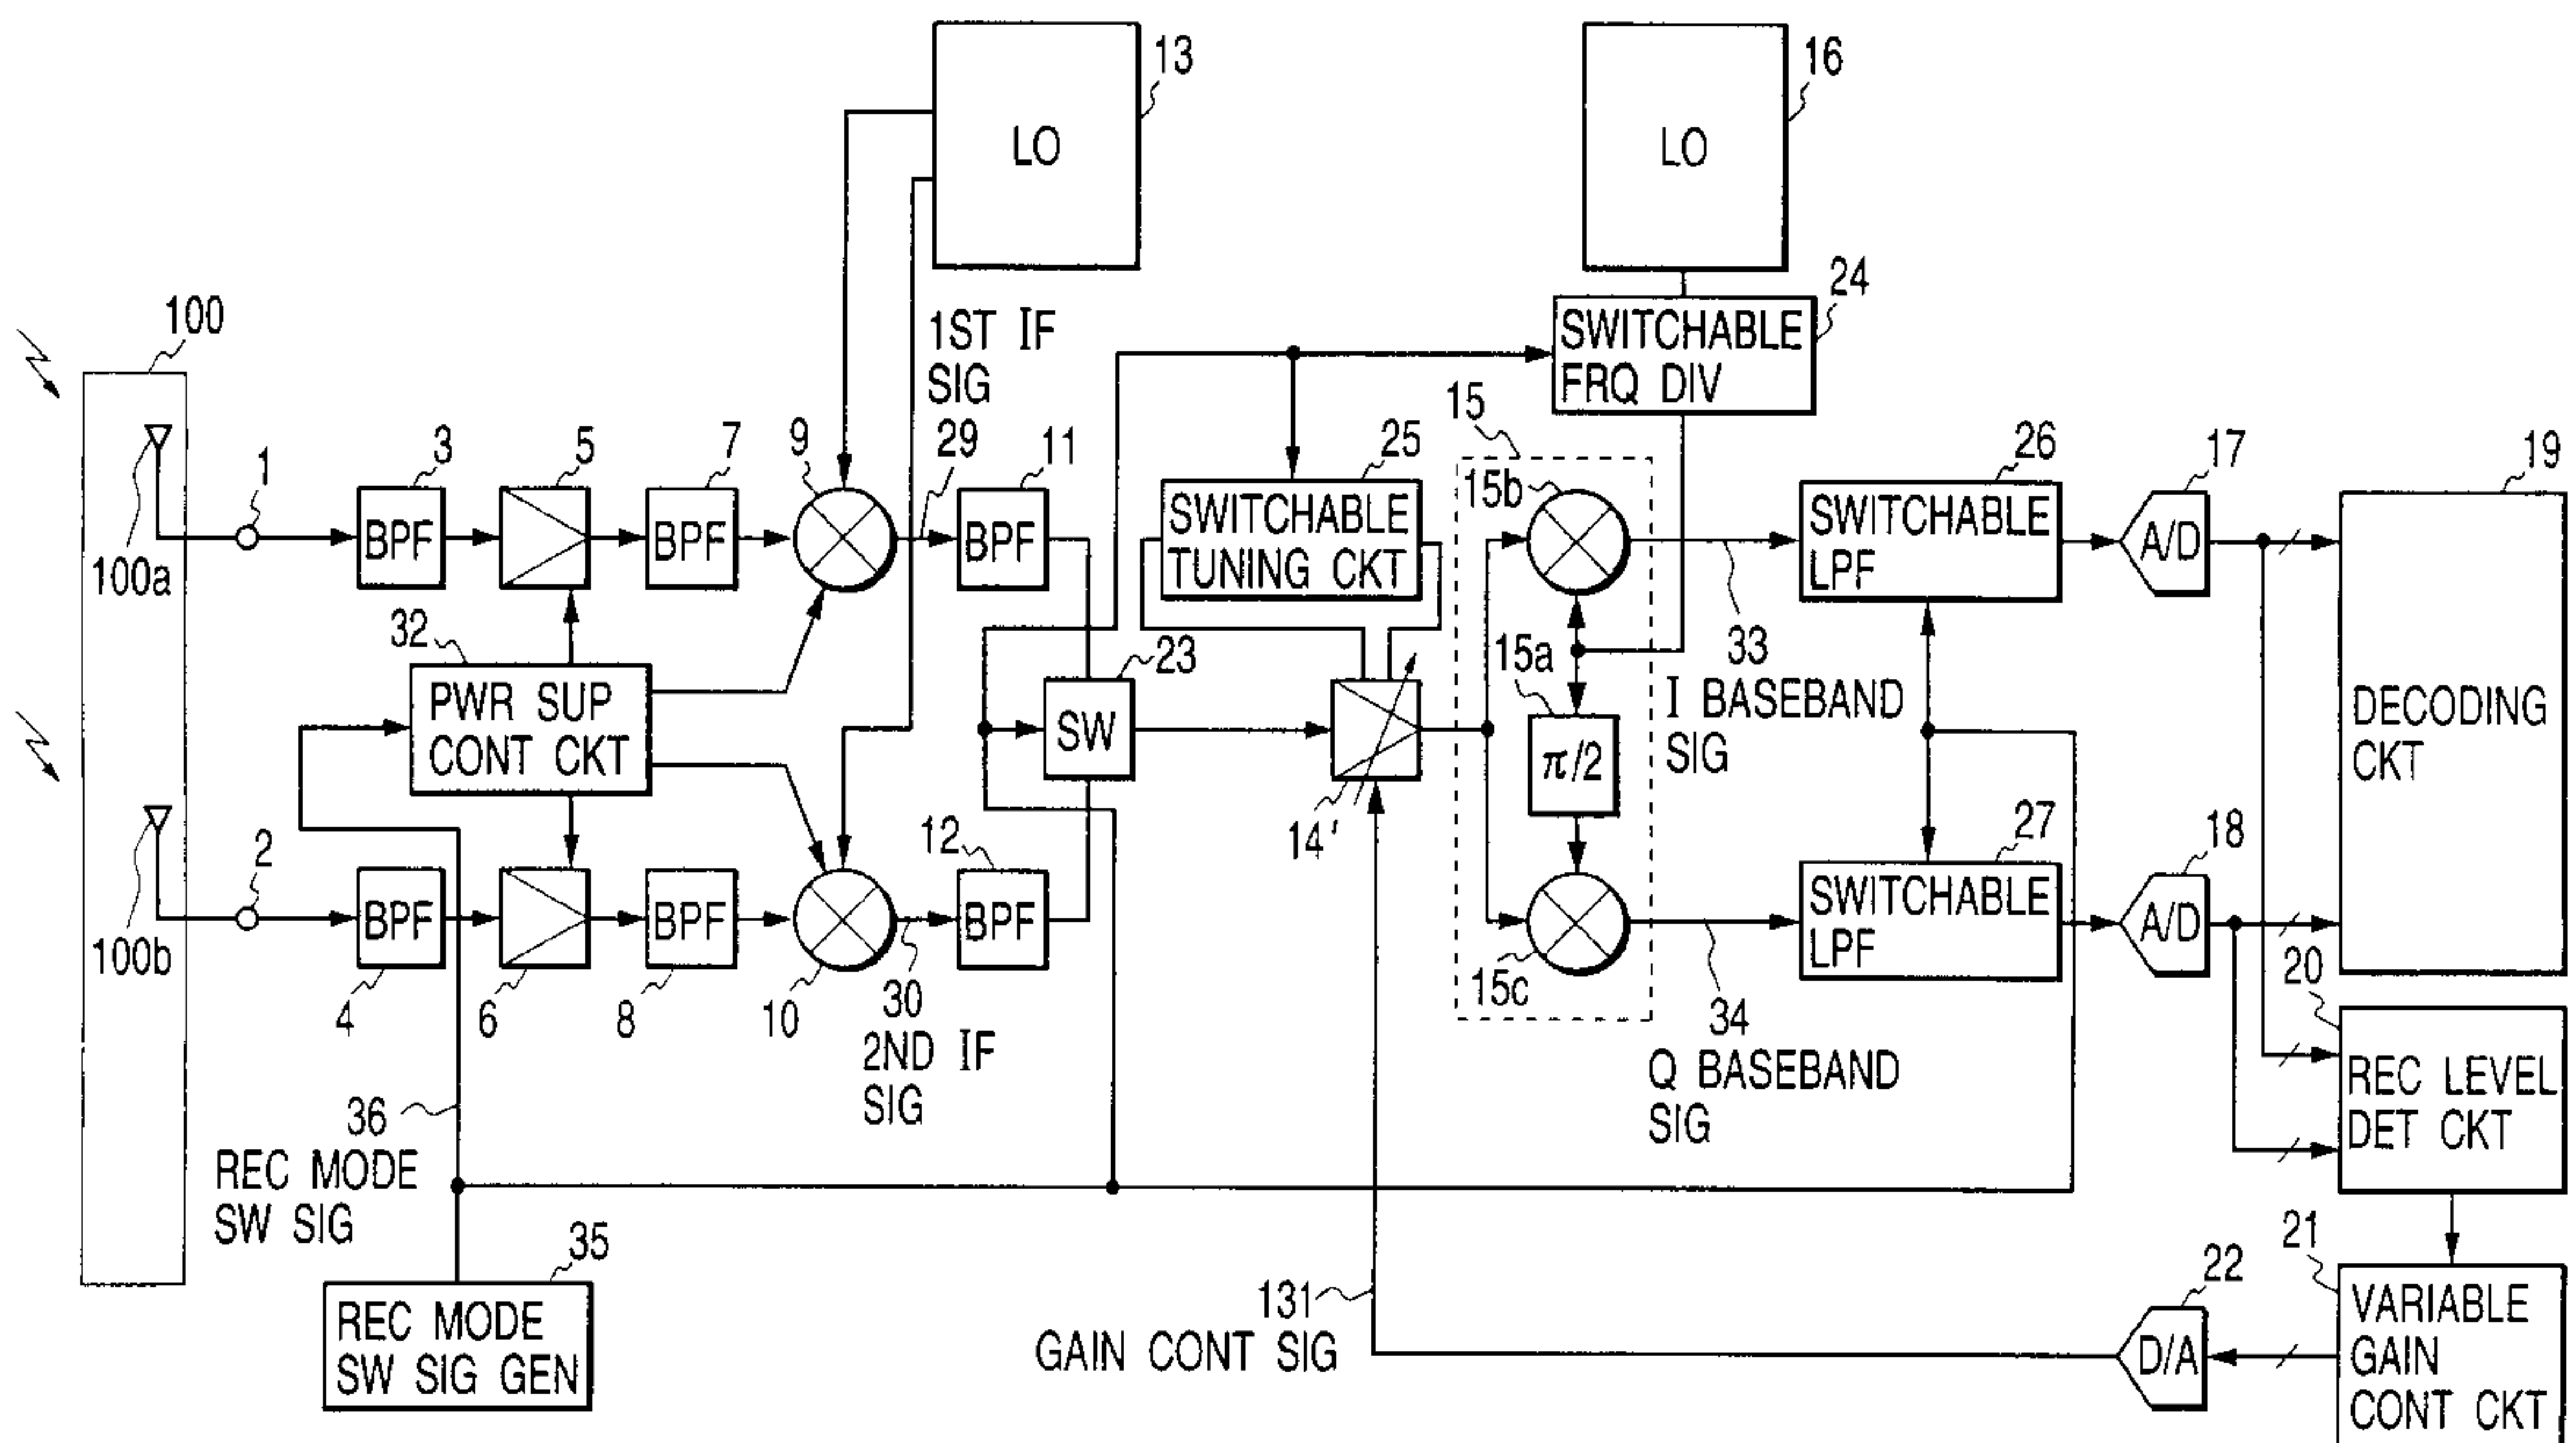 13
LO
16
LO
24
SWITCHABLE
FRQ DIV
100
1ST IF
SIG
29
100a
1
3
BPF
5
7
BPF
9
11
BPF
25
SWITCHABLE
TUNING CKT
15
15b
15a
π/2
15c
33
I BASEBAND
SIG
26
SWITCHABLE
LPF
17
A/D
19
DECODING
CKT
32
PWR SUP
CONT CKT
23
SW
14'
100b
2
BPF
4
6
BPF
8
10
30
2ND IF
SIG
12
BPF
34
Q BASEBAND
SIG
27
SWITCHABLE
LPF
18
A/D
20
REC LEVEL
DET CKT
36
REC MODE
SW SIG
35
REC MODE
SW SIG GEN
131
GAIN CONT SIG
22
D/A
21
VARIABLE
GAIN
CONT CKT